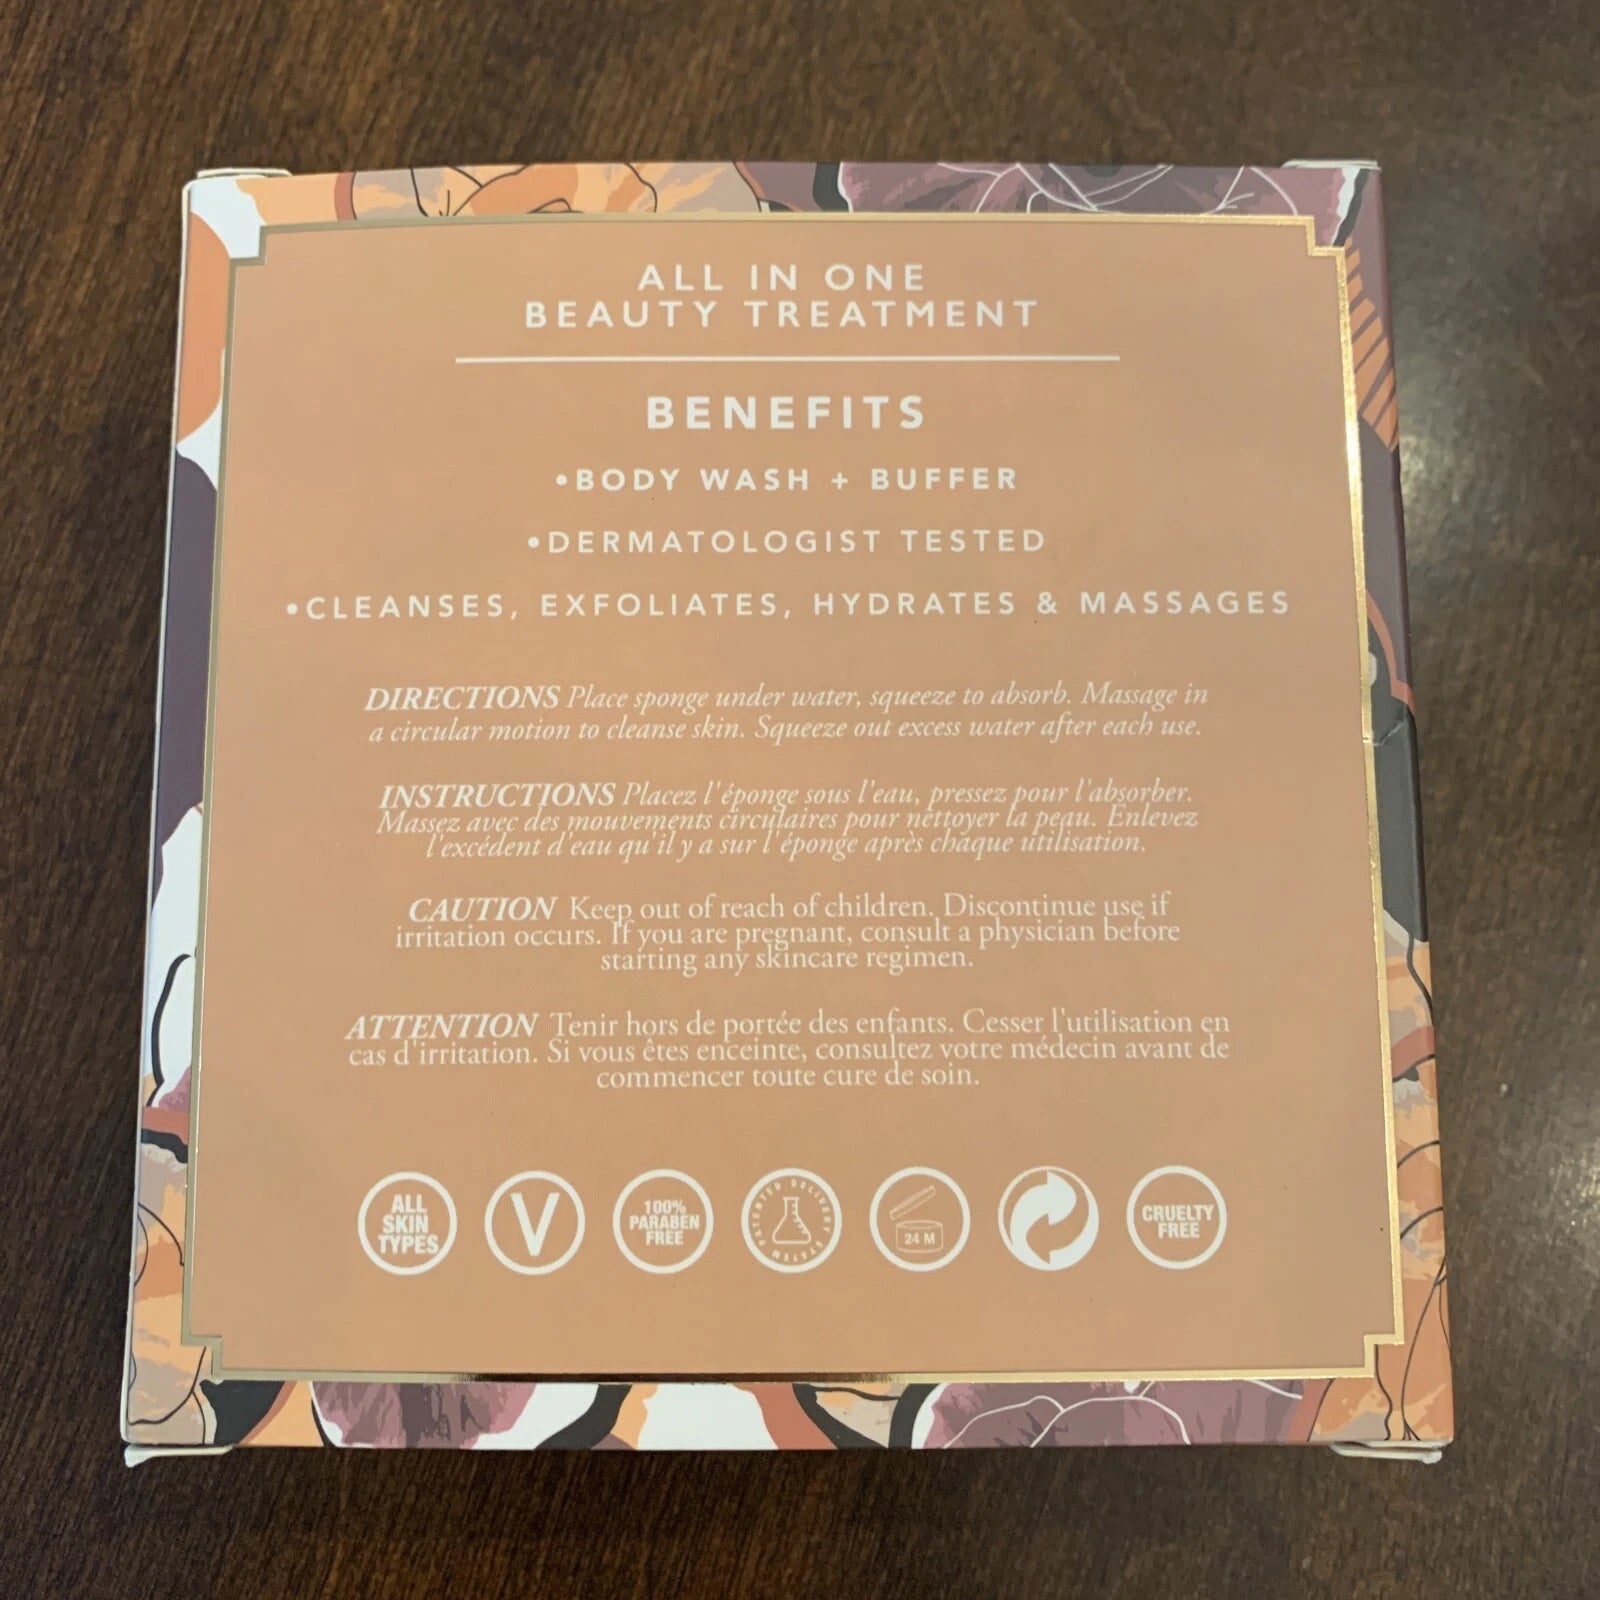 ALL IN ONE
BEAUTY TREATMENT
BENEFITS
•BODY WASH + BUFFER
•DERMATOLOGIST TESTED
•CLEANSES, EXFOLIATES, HYDRATES & MASSAGES
DIRECTIONS Place sponge under water, squeeze to absorb. Massage in
a circular motion to cleanse skin. Squeeze out excess water after each use.
INSTRUCTIONS Placez l'éponge sous l'eau, pressez pour l'absorber.
Massez avec des mouvements circulaires pour nettoyer la peau. Enlevez
l'excédent d'eau qu'il y a sur l'éponge après chaque utilisation.
CAUTION Keep out of reach of children. Discontinue use if
irritation occurs. If you are pregnant, consult a physician before
starting any skincare regimen.
ATTENTION Tenir hors de portée des enfants. Cesser l'utilisation en
cas d'irritation. Si vous êtes enceinte, consultez votre médecin avant de
commencer toute cure de soin.
ALL
SKIN
TYPES
V
100%
PARABEN
FREE
PATENTED DELIVERY SYSTEM
24 M
CRUELTY
FREE